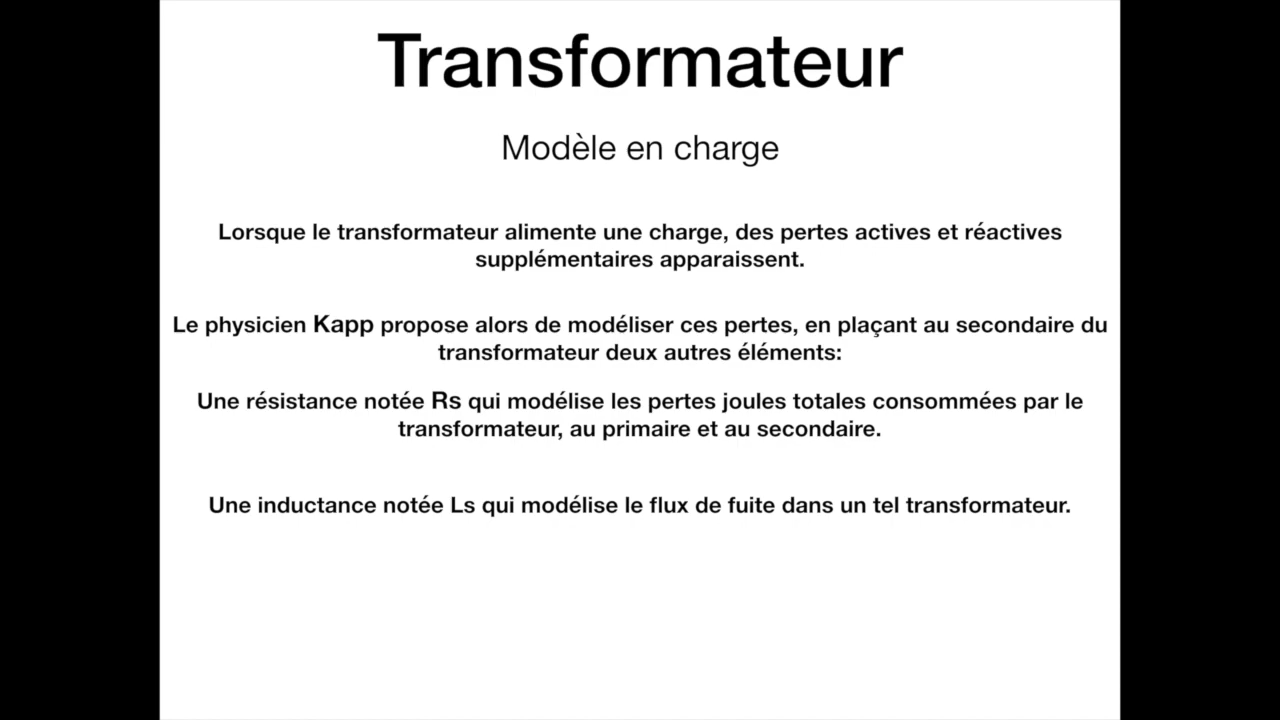 Transformateur
Modèle en charge
Lorsque le transformateur alimente une charge, des pertes actives et réactives
supplémentaires apparaissent.
Le physicien Kapp propose alors de modéliser ces pertes, en plaçant au secondaire du
transformateur deux autres éléments:
Une résistance notée Rs qui modélise les pertes joules totales consommées par le
transformateur, au primaire et au secondaire.
Une inductance notée Ls qui modélise le flux de fuite dans un tel transformateur.